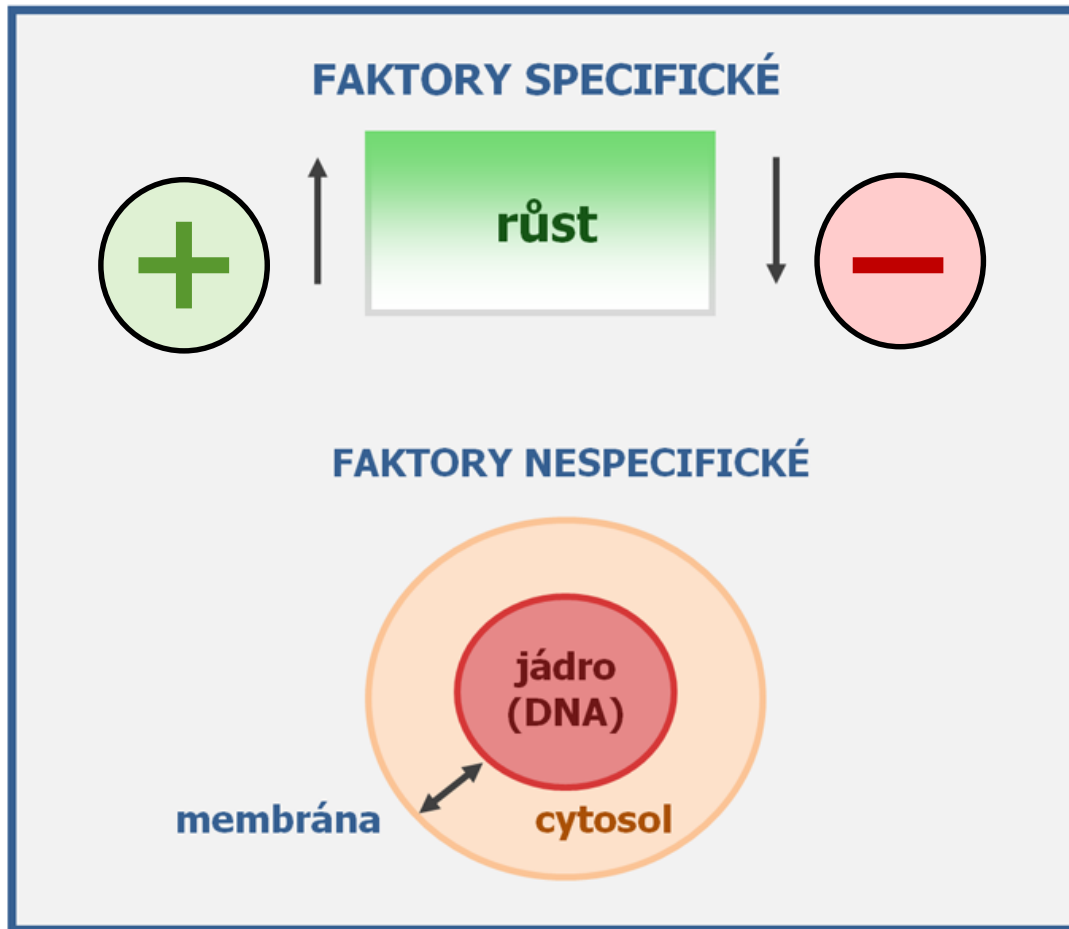 FAKTORY SPECIFICKÉ
růst
FAKTORY NESPECIFICKÉ
jádro
(DNA)
membrána
cytosol